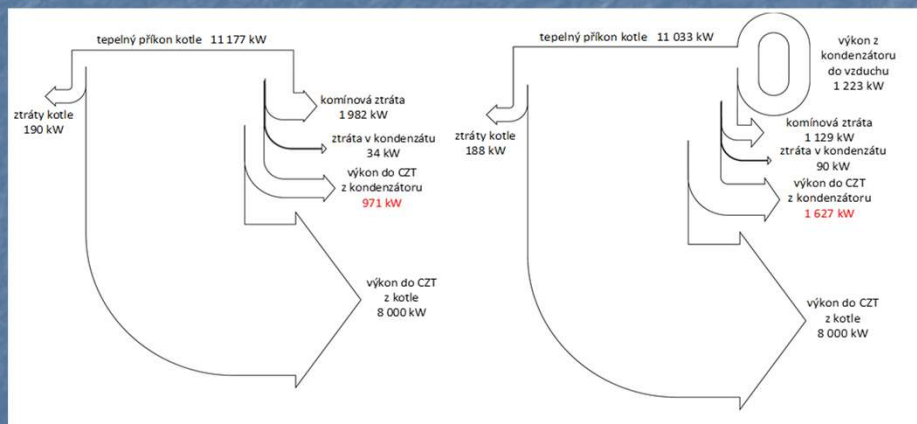 tepelný příkon kotle 11 177 kW
ztráty kotle
190 kW
komínová ztráta
1 982 kW
ztráta v kondenzátu
34 kW
výkon do CZT
z kondenzátoru
971 kW
výkon do CZT
z kotle
8 000 kW
tepelný příkon kotle 11 033 kW
výkon z
kondenzátoru
do vzduchu
1 223 kW
ztráty kotle
188 kW
komínová ztráta
1 129 kW
ztráta v kondenzátu
90 kW
výkon do CZT
z kondenzátoru
1 627 kW
výkon do CZT
z kotle
8 000 kW